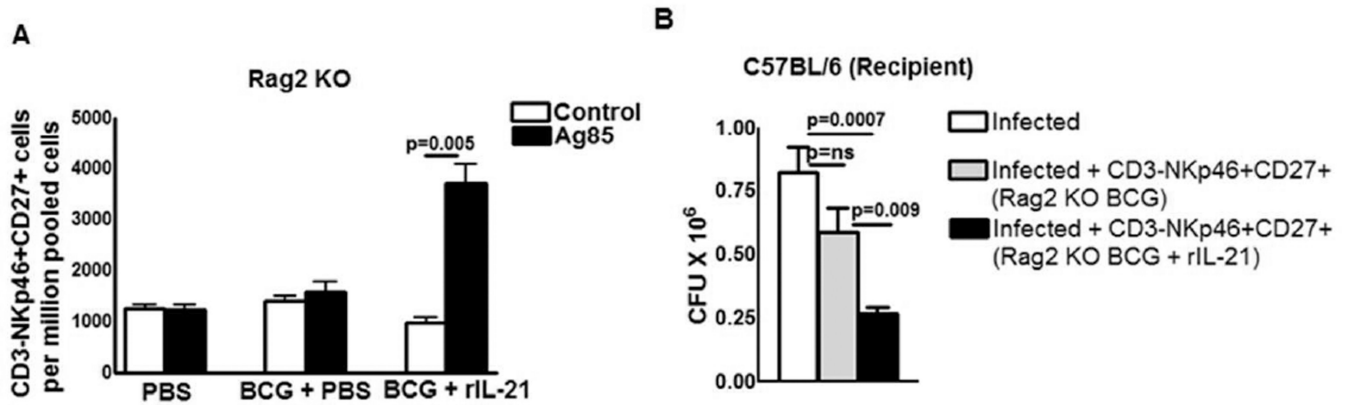 A
Rag2 KO
CD3-NKp46+CD27+ cells
per million pooled cells
5000
4000
3000
2000
1000
0
p=0.005
Control
Ag85
PBS
BCG + PBS
BCG + rIL-21
B
C57BL/6 (Recipient)
CFU X 10⁶
1.00
0.75
0.50
0.25
0.00
p=0.0007
p=ns
p=0.009
Infected
Infected + CD3-NKp46+CD27+
(Rag2 KO BCG)
Infected + CD3-NKp46+CD27+
(Rag2 KO BCG + rIL-21)